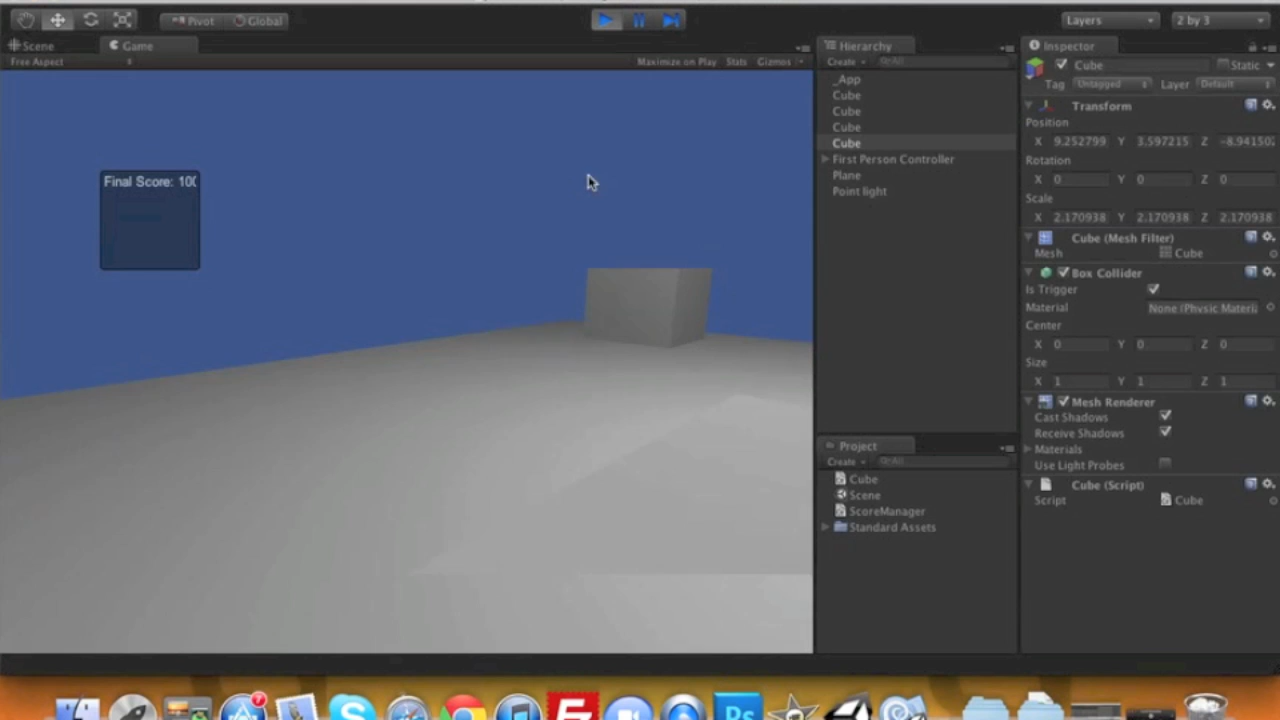 Pivot Global Layers 2 by 3
Scene Game
Free Aspect Maximize on Play Stats Gizmos
Final Score: 100
Hierarchy
Create All
_App
Cube
Cube
Cube
Cube
First Person Controller
Plane
Point light
Project
Create All
Cube
Scene
ScoreManager
Standard Assets
Inspector
Cube Static
Tag Untagged Layer Default
Transform
Position
X 9.252799 Y 3.597215 Z -8.94150
Rotation
X 0 Y 0 Z 0
Scale
X 2.170938 Y 2.170938 Z 2.170938
Cube (Mesh Filter)
Mesh Cube
Box Collider
Is Trigger
Material None (Physic Materi
Center
X 0 Y 0 Z 0
Size
X 1 Y 1 Z 1
Mesh Renderer
Cast Shadows
Receive Shadows
Materials
Use Light Probes
Cube (Script)
Script Cube
7
Ps